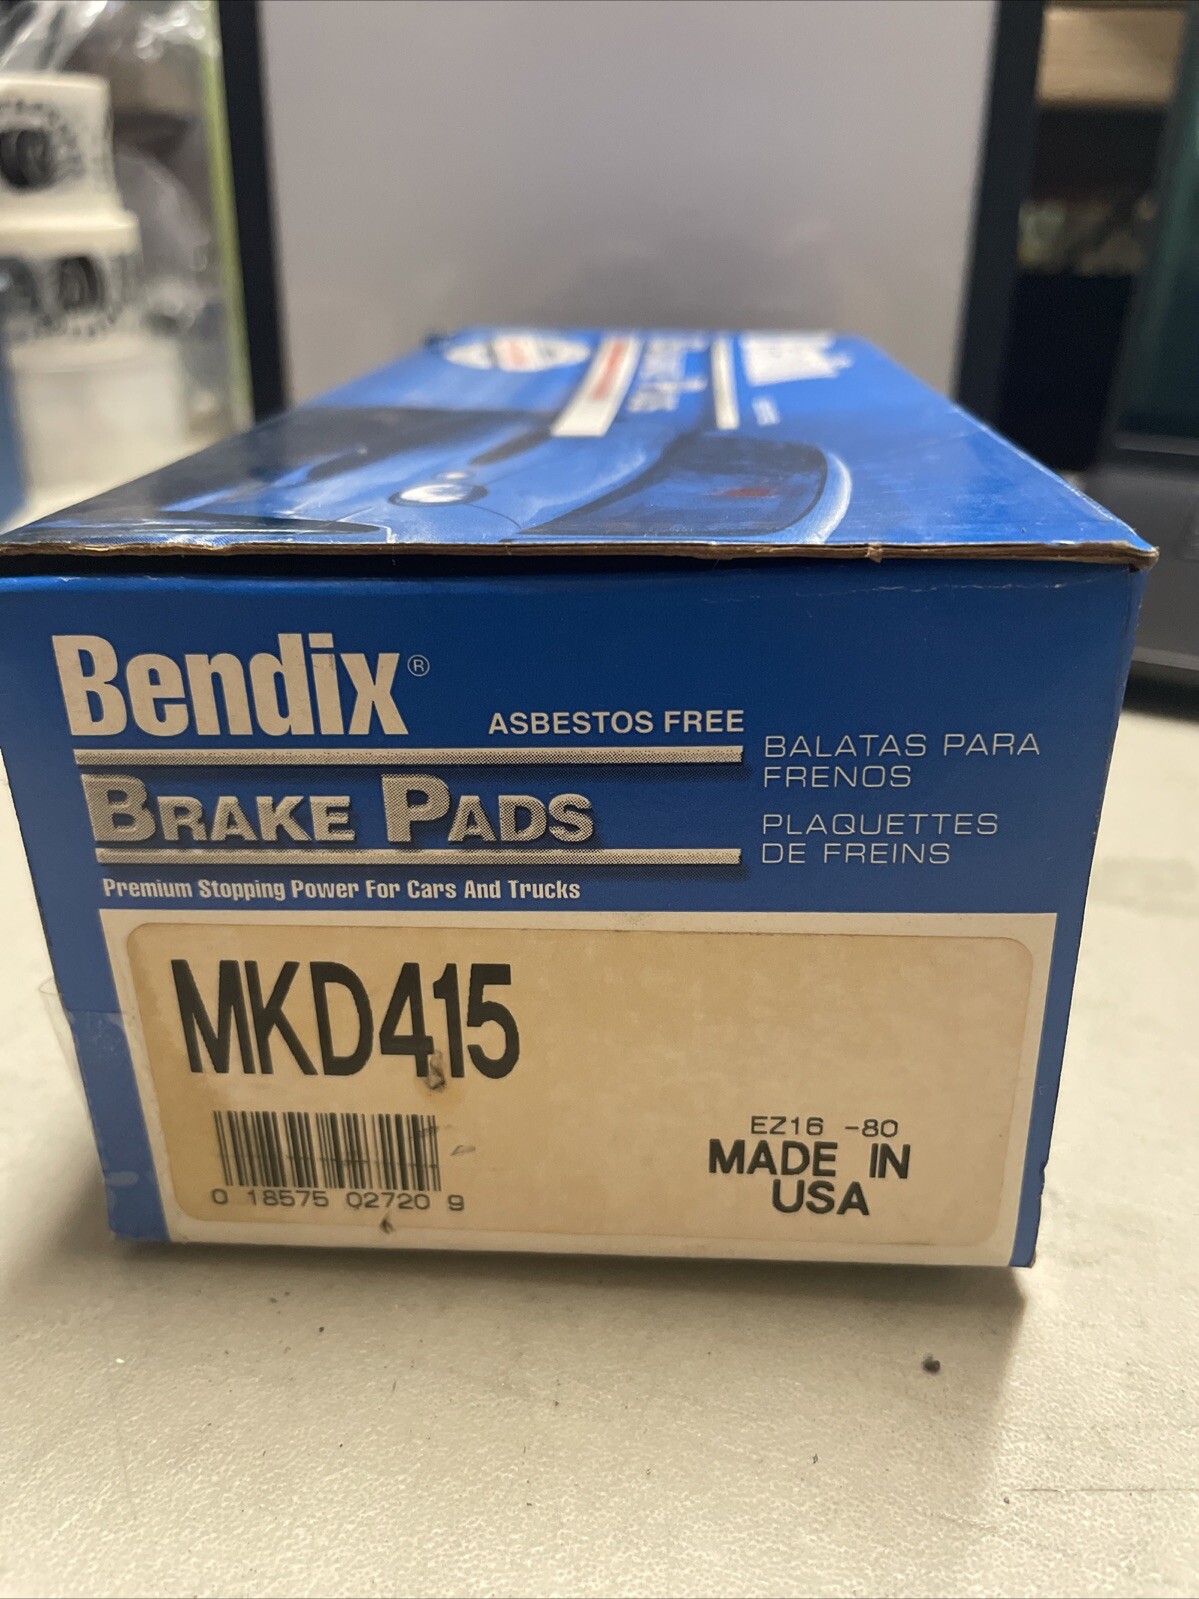 Bendix®
ASBESTOS FREE
BRAKE PADS
Premium Stopping Power For Cars And Trucks
BALATAS PARA
FRENOS
PLAQUETTES
DE FREINS
MKD415
0 18575 02720 9
EZ16 -80
MADE IN
USA